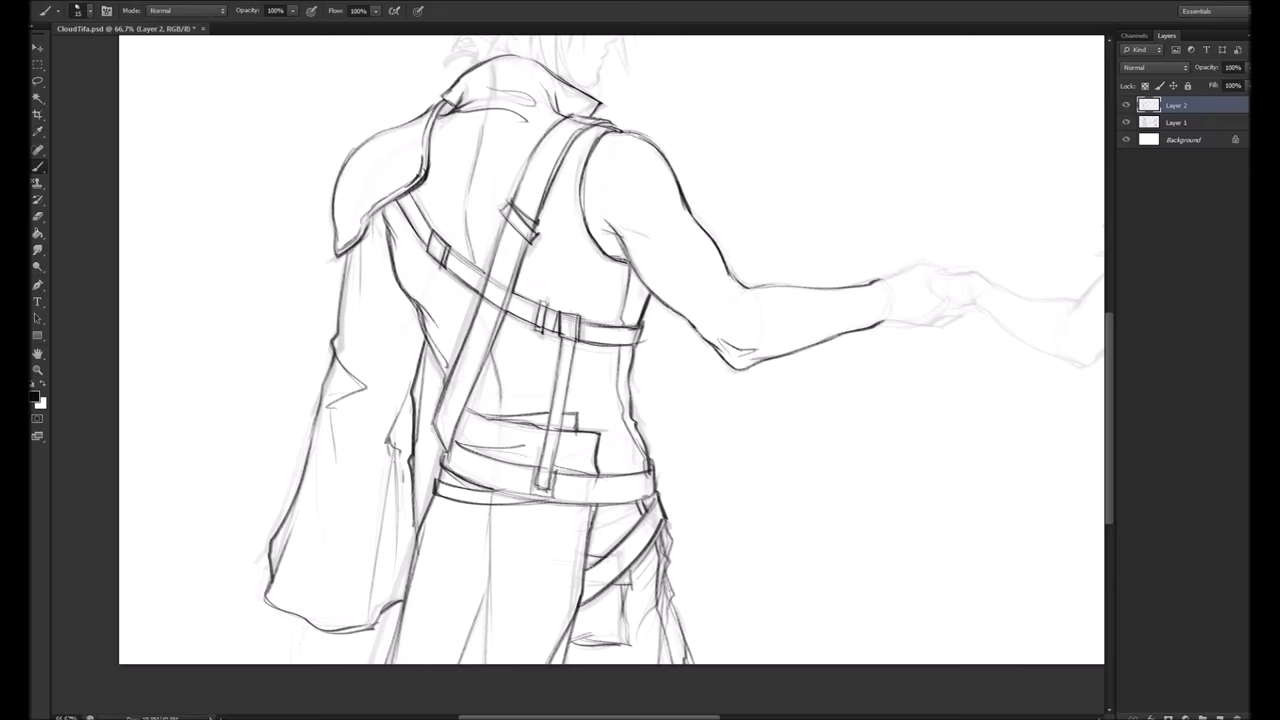 15 Mode: Normal Opacity: 100% Flow: 100% Essentials
CloudTifa.psd @ 66,7% (Layer 2, RGB/8) * ×
Channels Layers
Kind
Normal Opacity: 100%
Lock: Fill: 100%
Layer 2
Layer 1
Background